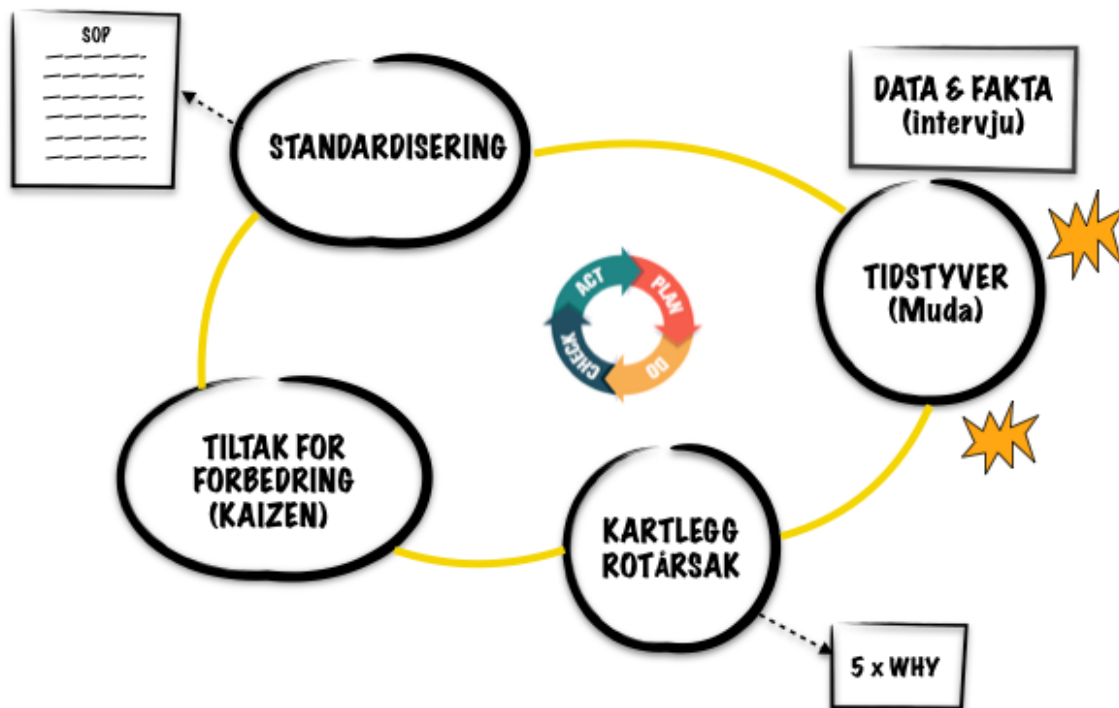 SOP
STANDARDISERING
DATA & FAKTA
(intervju)
TIDSTYVER
(Muda)
ACT
PLAN
DO
CHECK
TILTAK FOR
FORBEDRING
(KAIZEN)
KARTLEGG
ROTÅRSAK
5 x WHY